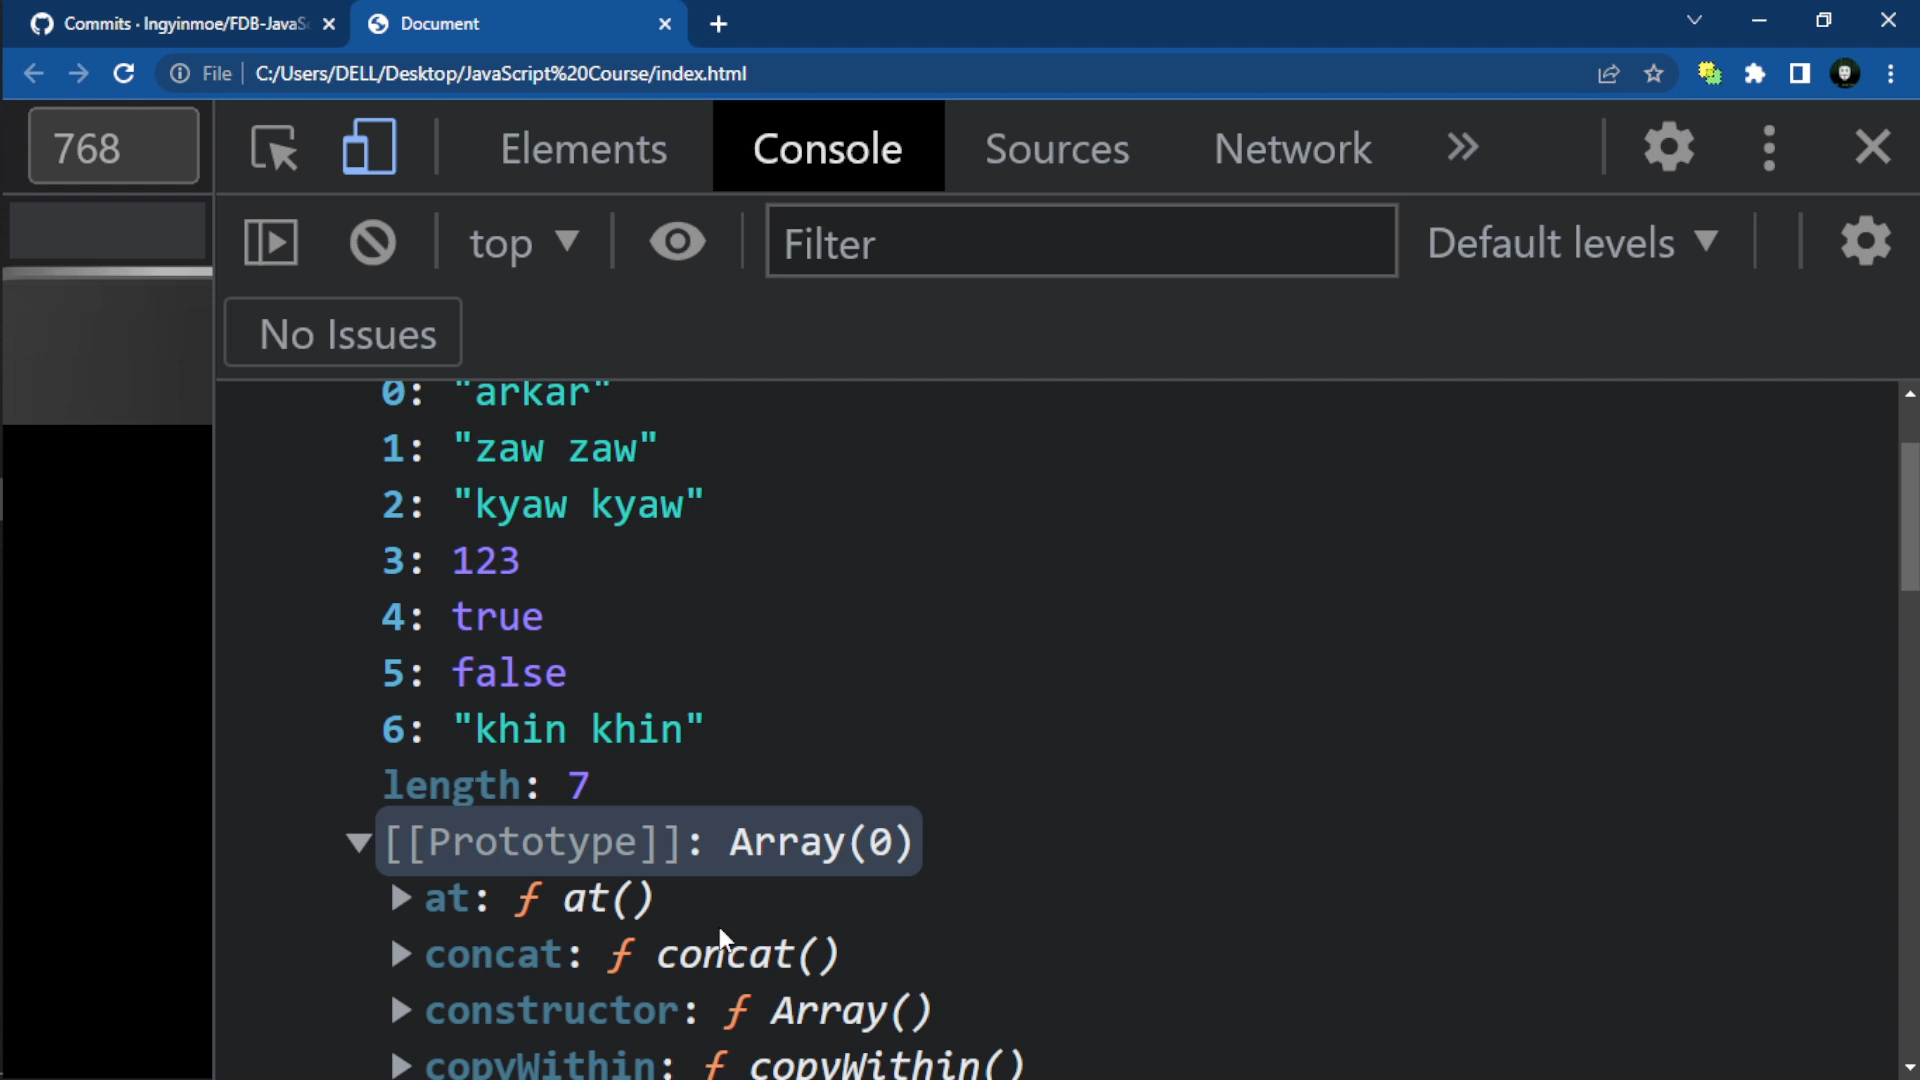 Commits · Ingyinmoe/FDB-JavaS
Document
File
C:/Users/DELL/Desktop/JavaScript%20Course/index.html
768
Elements
Console
Sources
Network
top
Filter
Default levels
No Issues
0: "arkar"
1: "zaw zaw"
2: "kyaw kyaw"
3: 123
4: true
5: false
6: "khin khin"
length: 7
[[Prototype]]: Array(0)
at: ƒ at()
concat: ƒ concat()
constructor: ƒ Array()
copyWithin: ƒ copyWithin()